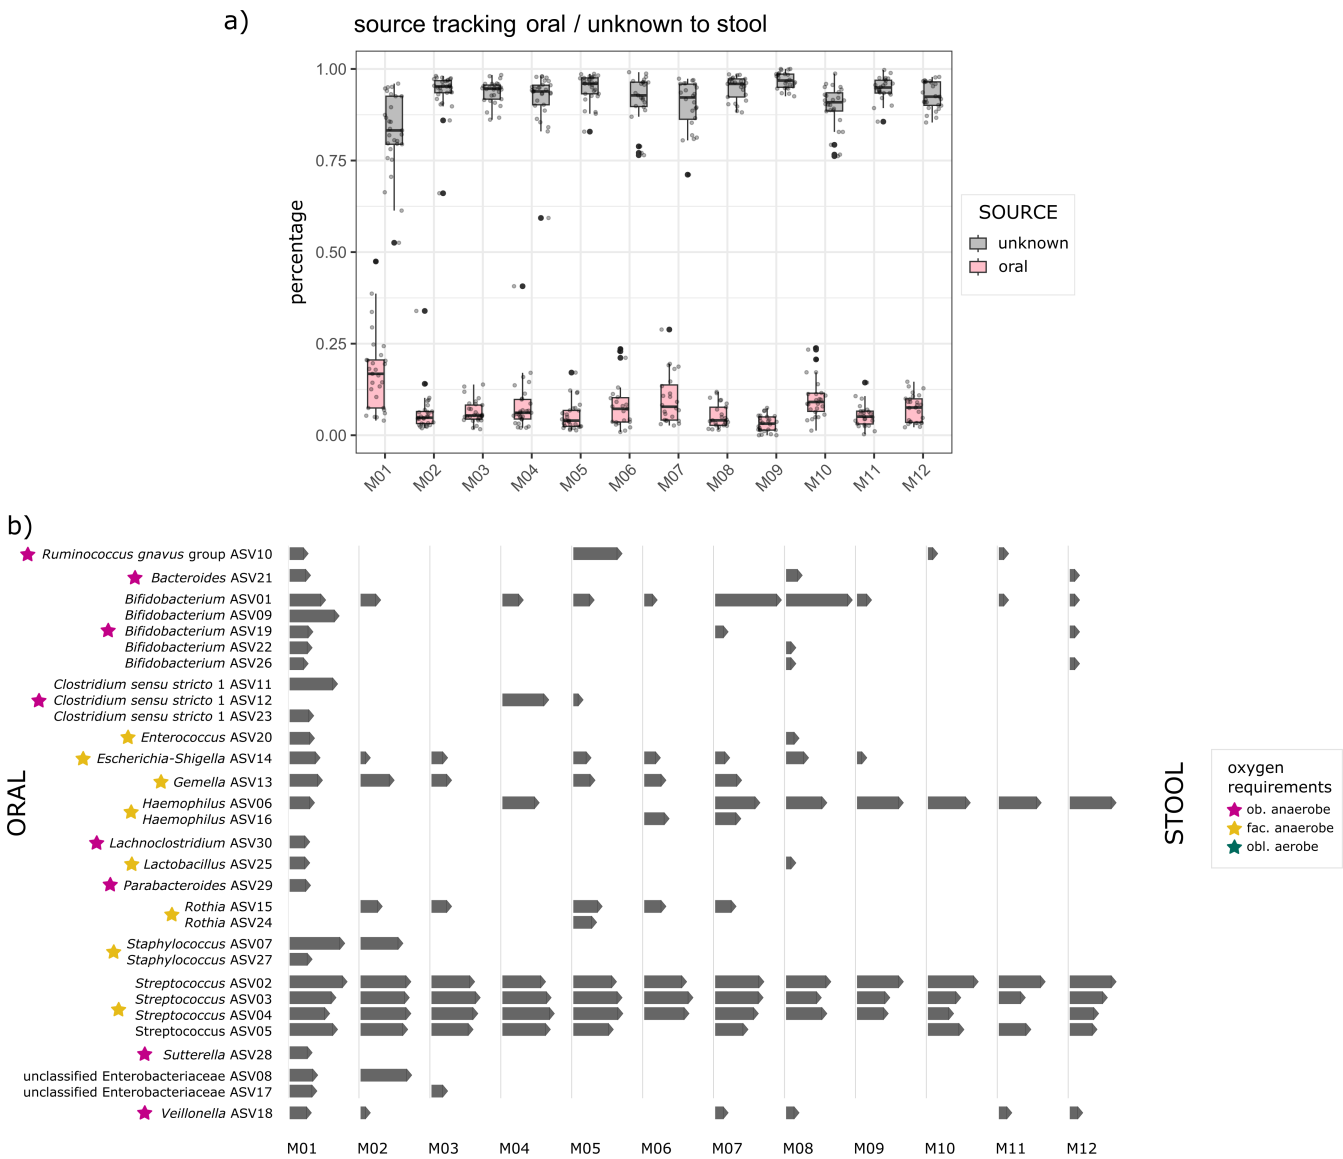 a)
source tracking oral / unknown to stool
percentage
1.00
0.75
0.50
0.25
0.00
M01 M02 M03 M04 M05 M06 M07 M08 M09 M10 M11 M12
SOURCE
unknown
oral
b)
ORAL
Ruminococcus gnavus group ASV10
Bacteroides ASV21
Bifidobacterium ASV01
Bifidobacterium ASV09
Bifidobacterium ASV19
Bifidobacterium ASV22
Bifidobacterium ASV26
Clostridium sensu stricto 1 ASV11
Clostridium sensu stricto 1 ASV12
Clostridium sensu stricto 1 ASV23
Enterococcus ASV20
Escherichia-Shigella ASV14
Gemella ASV13
Haemophilus ASV06
Haemophilus ASV16
Lachnoclostridium ASV30
Lactobacillus ASV25
Parabacteroides ASV29
Rothia ASV15
Rothia ASV24
Staphylococcus ASV07
Staphylococcus ASV27
Streptococcus ASV02
Streptococcus ASV03
Streptococcus ASV04
Streptococcus ASV05
Sutterella ASV28
unclassified Enterobacteriaceae ASV08
unclassified Enterobacteriaceae ASV17
Veillonella ASV18
M01 M02 M03 M04 M05 M06 M07 M08 M09 M10 M11 M12
STOOL
oxygen
requirements
ob. anaerobe
fac. anaerobe
obl. aerobe